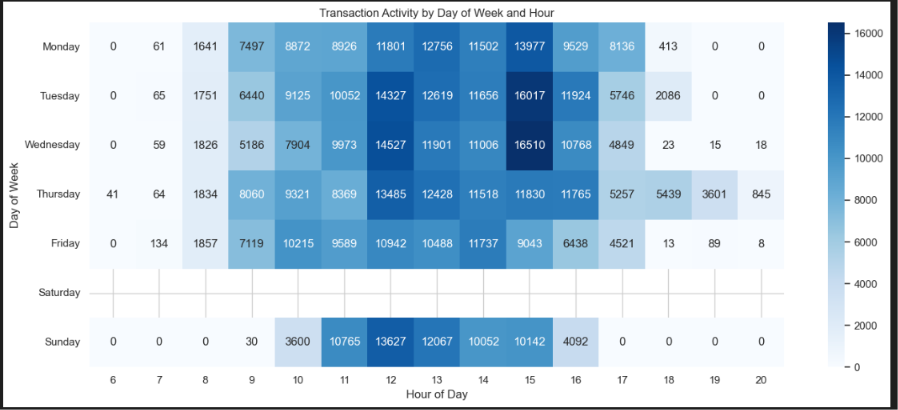 Transaction Activity by Day of Week and Hour
Monday 0 61 1641 7497 8872 8926 11801 12756 11502 13977 9529 8136 413 0 0
Tuesday 0 65 1751 6440 9125 10052 14327 12619 11656 16017 11924 5746 2086 0 0
Wednesday 0 59 1826 5186 7904 9973 14527 11901 11006 16510 10768 4849 23 15 18
Thursday 41 64 1834 8060 9321 8369 13485 12428 11518 11830 11765 5257 5439 3601 845
Friday 0 134 1857 7119 10215 9589 10942 10488 11737 9043 6438 4521 13 89 8
Saturday
Sunday 0 0 0 30 3600 10765 13627 12067 10052 10142 4092 0 0 0 0
6 7 8 9 10 11 12 13 14 15 16 17 18 19 20
Hour of Day
Day of Week
16000
14000
12000
10000
8000
6000
4000
2000
0